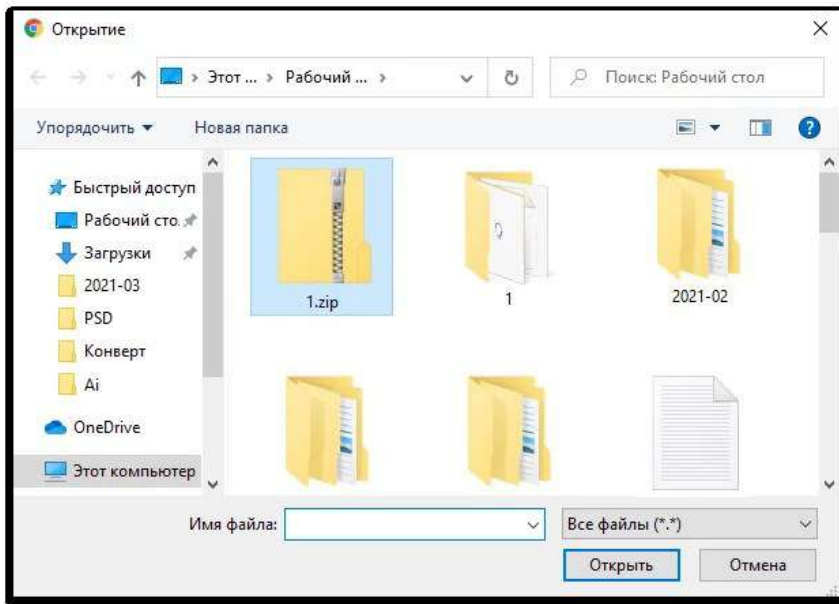 Открытие
Этот ... › Рабочий ... ›
Поиск: Рабочий стол
Упорядочить
Новая папка
Быстрый доступ
Рабочий сто.
Загрузки
2021-03
PSD
Конверт
Ai
OneDrive
Этот компьютер
1.zip
1
2021-02
Имя файла:
Все файлы (*.*)
Открыть
Отмена